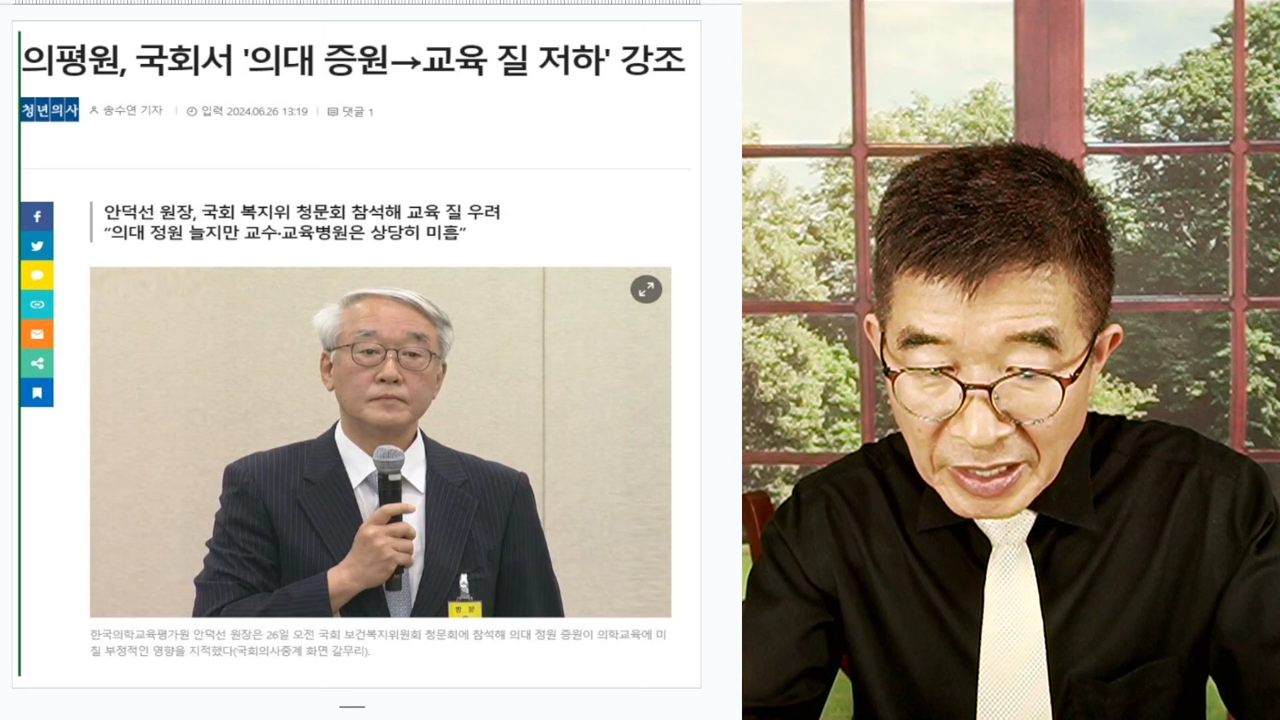 의평원, 국회서 '의대 증원→교육 질 저하' 강조
청년의사 송수연 기자 입력 2024.06.26 13:19 댓글 1
안덕선 원장, 국회 복지위 청문회 참석해 교육 질 우려
“의대 정원 늘지만 교수·교육병원은 상당히 미흡”
방문
한국의학교육평가원 안덕선 원장은 26일 오전 국회 보건복지위원회 청문회에 참석해 의대 정원 증원이 의학교육에 미
칠 부정적인 영향을 지적했다(국회의사중계 화면 갈무리).